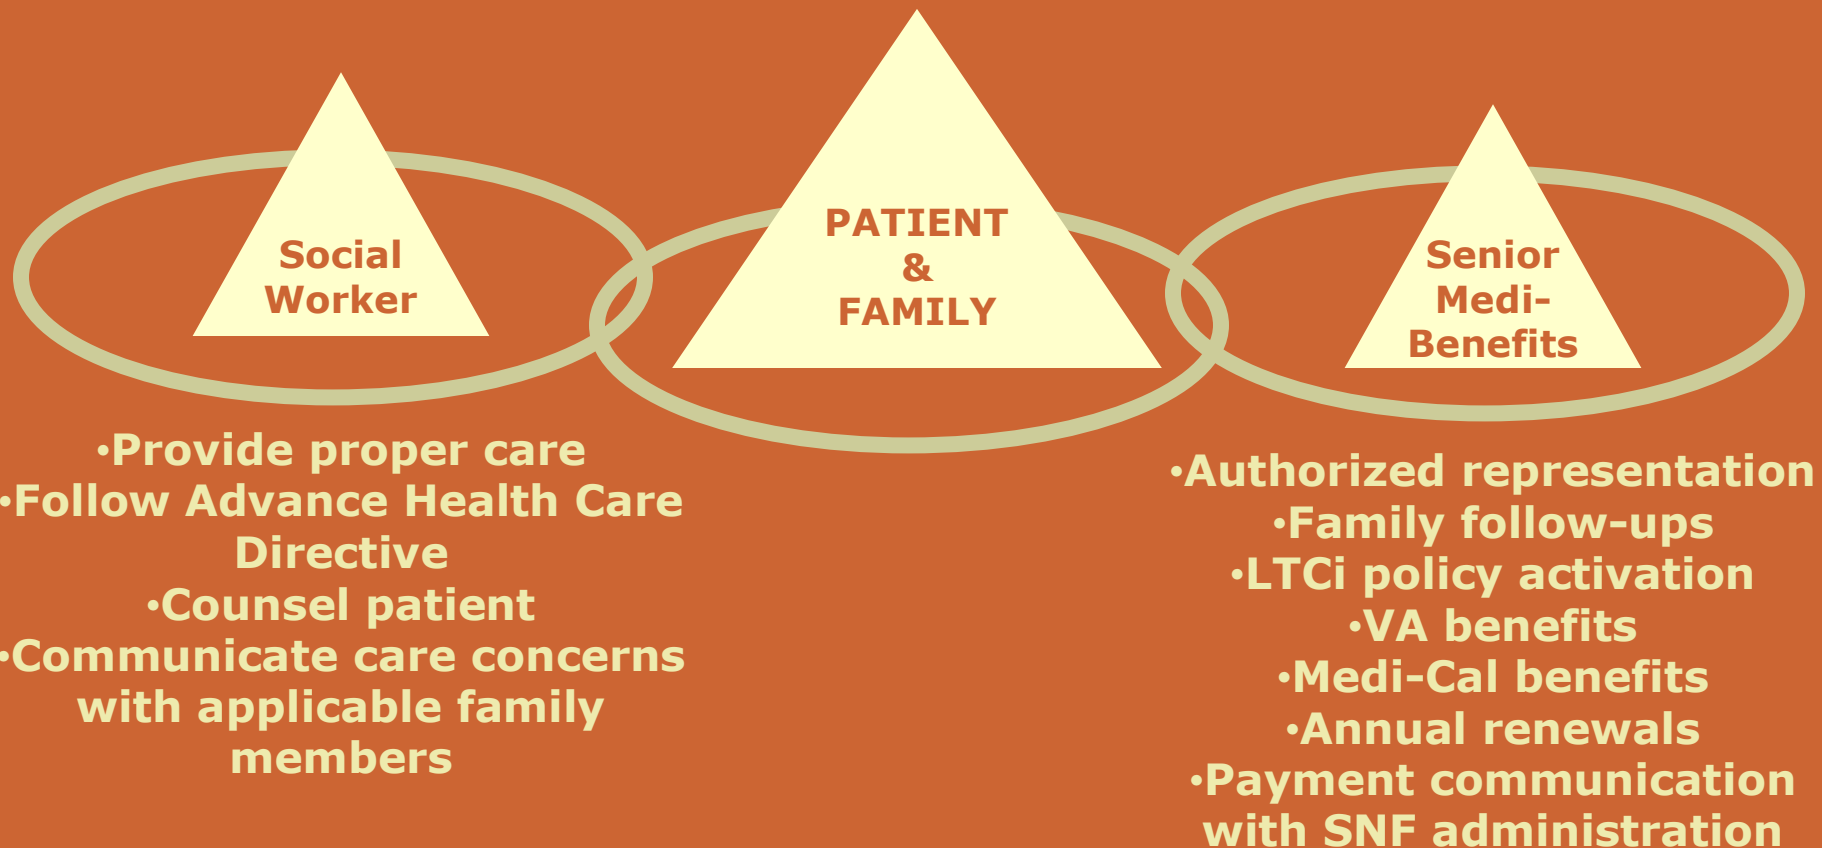 Social
Worker
PATIENT
&
FAMILY
Senior
Medi-
Benefits
•Provide proper care
•Follow Advance Health Care
Directive
•Counsel patient
•Communicate care concerns
with applicable family
members
•Authorized representation
•Family follow-ups
•LTCi policy activation
•VA benefits
•Medi-Cal benefits
•Annual renewals
•Payment communication
with SNF administration